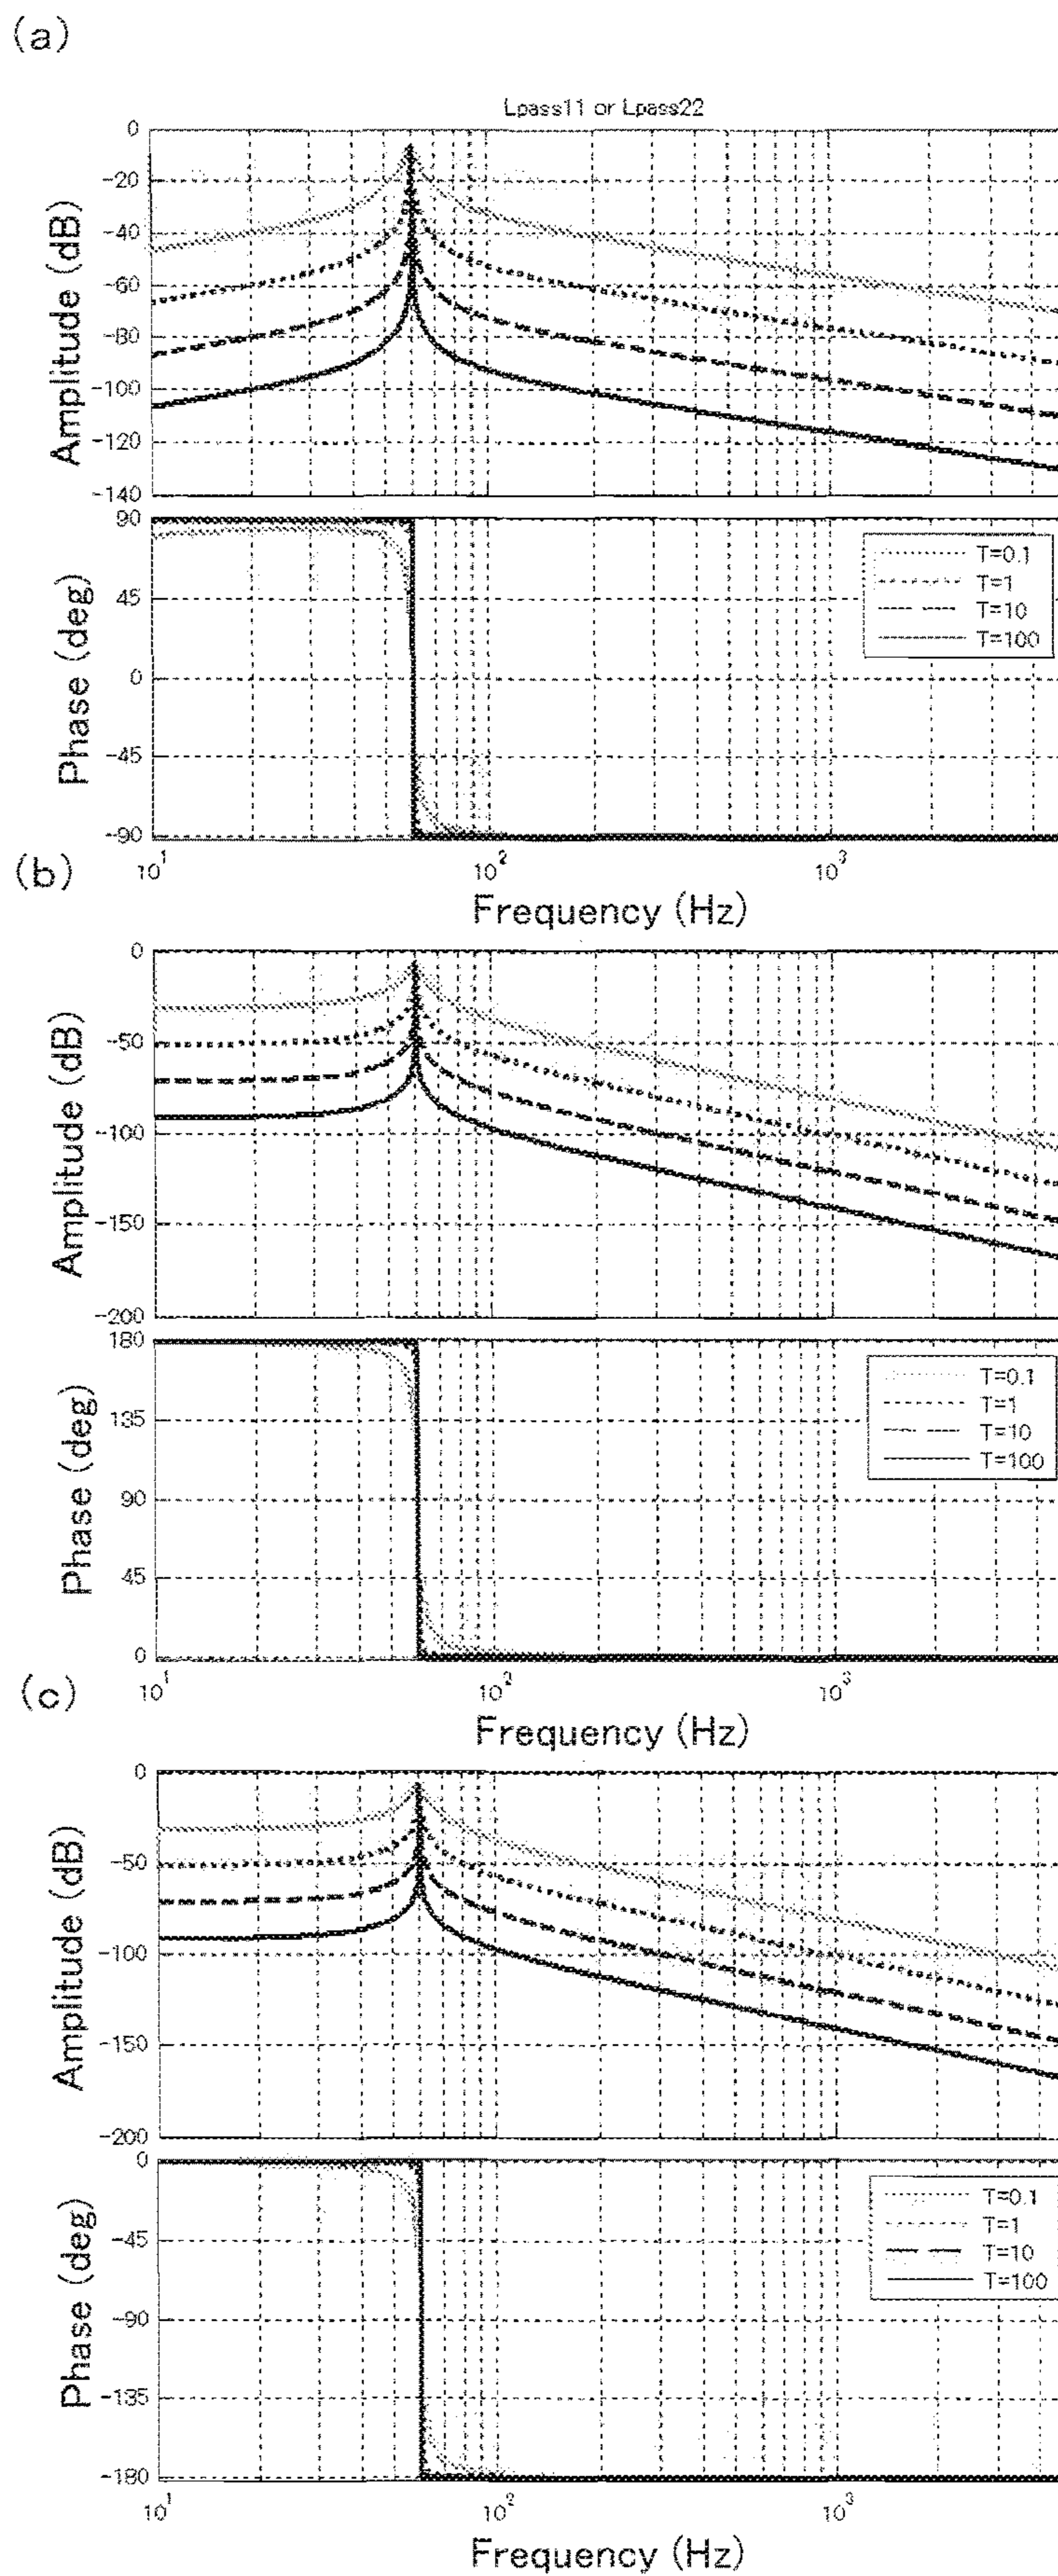 (a)
Lpass11 or Lpass22
Amplitude (dB)
0
-20
-40
-60
-80
-100
-120
-140
Phase (deg)
90
45
0
-45
-90
T=0.1
T=1
T=10
T=100
10¹
10²
10³
Frequency (Hz)
(b)
Amplitude (dB)
0
-50
-100
-150
-200
Phase (deg)
180
135
90
45
0
T=0.1
T=1
T=10
T=100
10¹
10²
10³
Frequency (Hz)
(c)
Amplitude (dB)
0
-50
-100
-150
-200
Phase (deg)
0
-45
-90
-135
-180
T=0.1
T=1
T=10
T=100
10¹
10²
10³
Frequency (Hz)